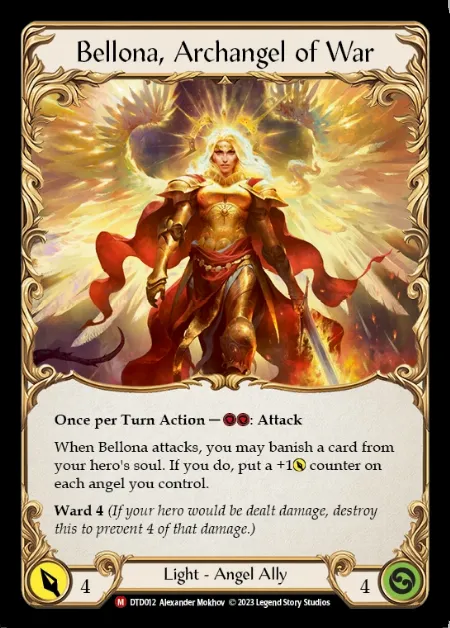 Bellona, Archangel of War
Once per Turn Action — : Attack
When Bellona attacks, you may banish a card from
your hero's soul. If you do, put a +1 counter on
each angel you control.
Ward 4 (If your hero would be dealt damage, destroy
this to prevent 4 of that damage.)
4
Light - Angel Ally
4
M DTD012 Alexander Mokhov © 2023 Legend Story Studios